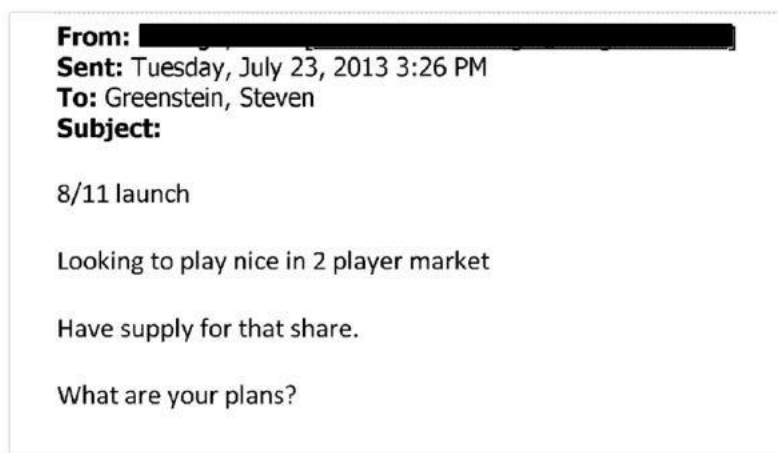 From:
Sent: Tuesday, July 23, 2013 3:26 PM
To: Greenstein, Steven
Subject:
8/11 launch
Looking to play nice in 2 player market
Have supply for that share.
What are your plans?